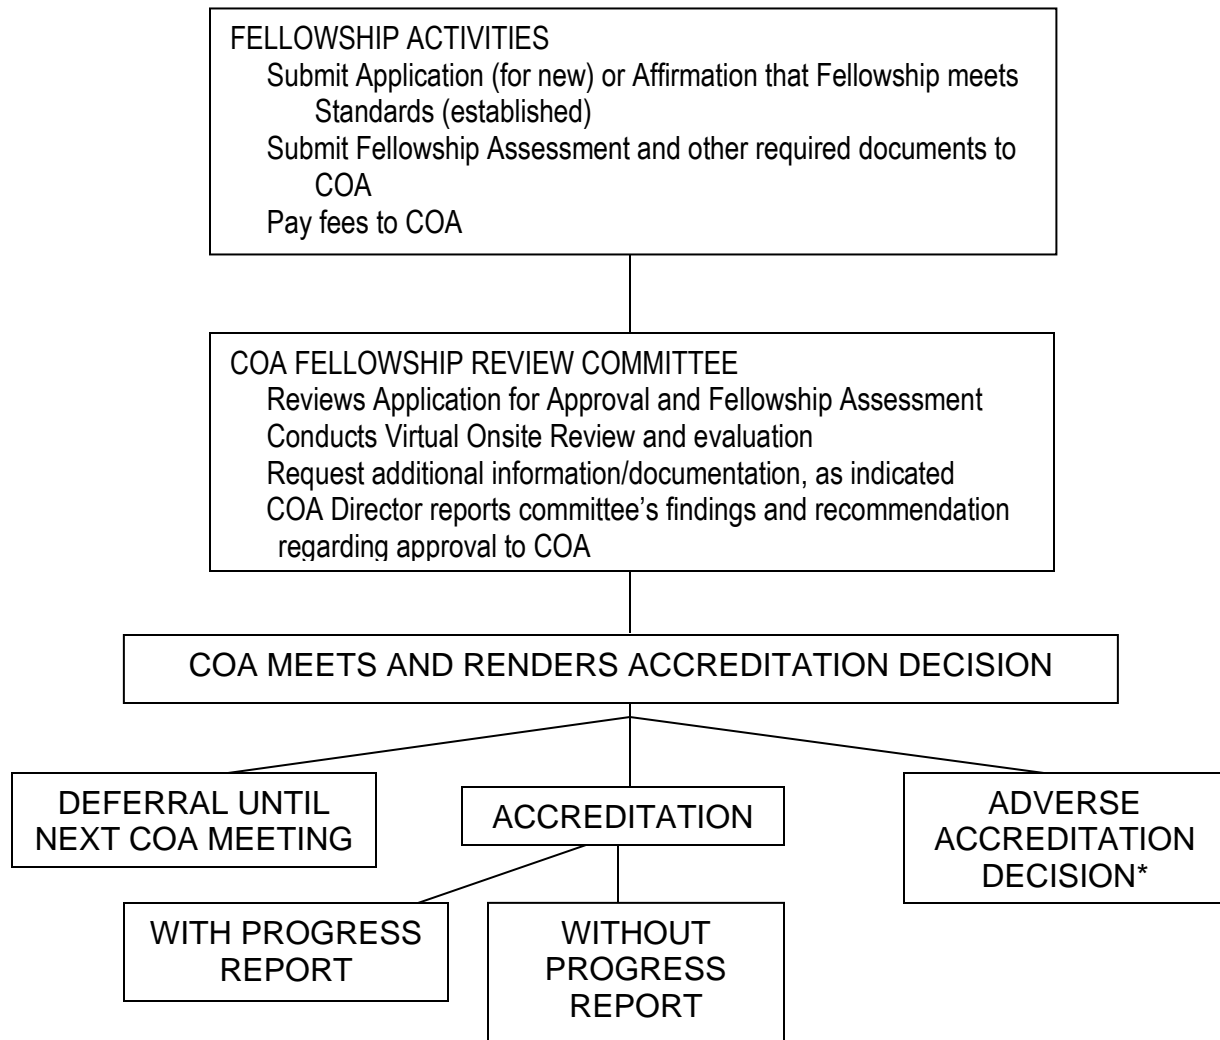 FELLOWSHIP ACTIVITIES
Submit Application (for new) or Affirmation that Fellowship meets
Standards (established)
Submit Fellowship Assessment and other required documents to
COA
Pay fees to COA
COA FELLOWSHIP REVIEW COMMITTEE
Reviews Application for Approval and Fellowship Assessment
Conducts Virtual Onsite Review and evaluation
Request additional information/documentation, as indicated
COA Director reports committee’s findings and recommendation
regarding approval to COA
COA MEETS AND RENDERS ACCREDITATION DECISION
DEFERRAL UNTIL
NEXT COA MEETING
ACCREDITATION
ADVERSE
ACCREDITATION
DECISION*
WITH PROGRESS
REPORT
WITHOUT
PROGRESS
REPORT